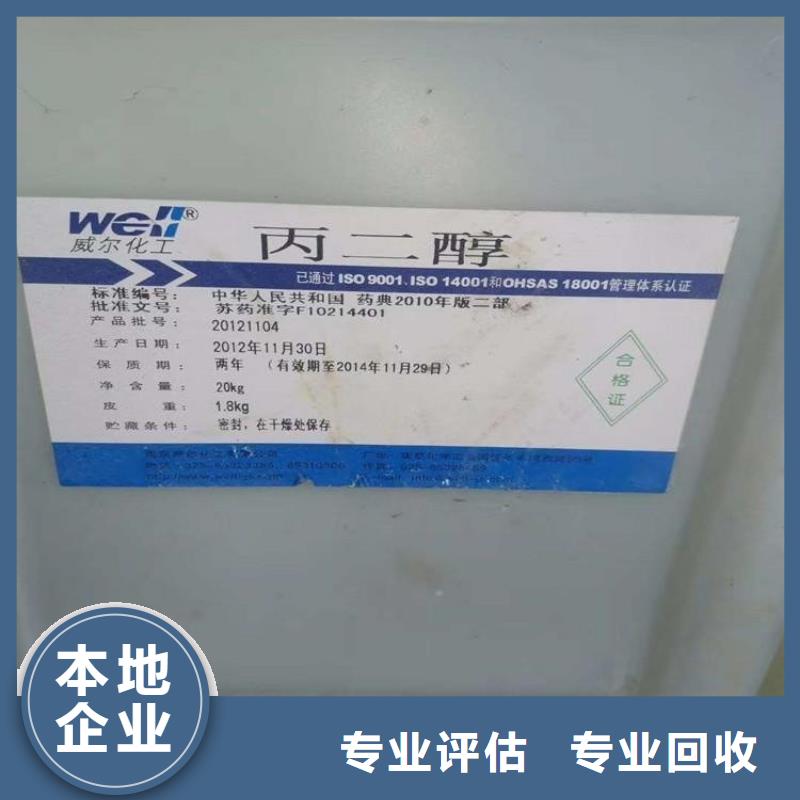 Well®
威尔化工
丙二醇
已通过ISO 9001、ISO 14001和OHSAS 18001管理体系认证
标准编号: 中华人民共和国 药典2010年版二部
批准文号: 苏药准字F10214401
产品批号: 20121104
生产日期: 2012年11月30日
保质期: 两年 (有效期至2014年11月29日)
净含量: 20kg
皮重: 1.8kg
贮藏条件: 密封,在干燥处保存
合格证
本地
企业
专业评估 专业回收